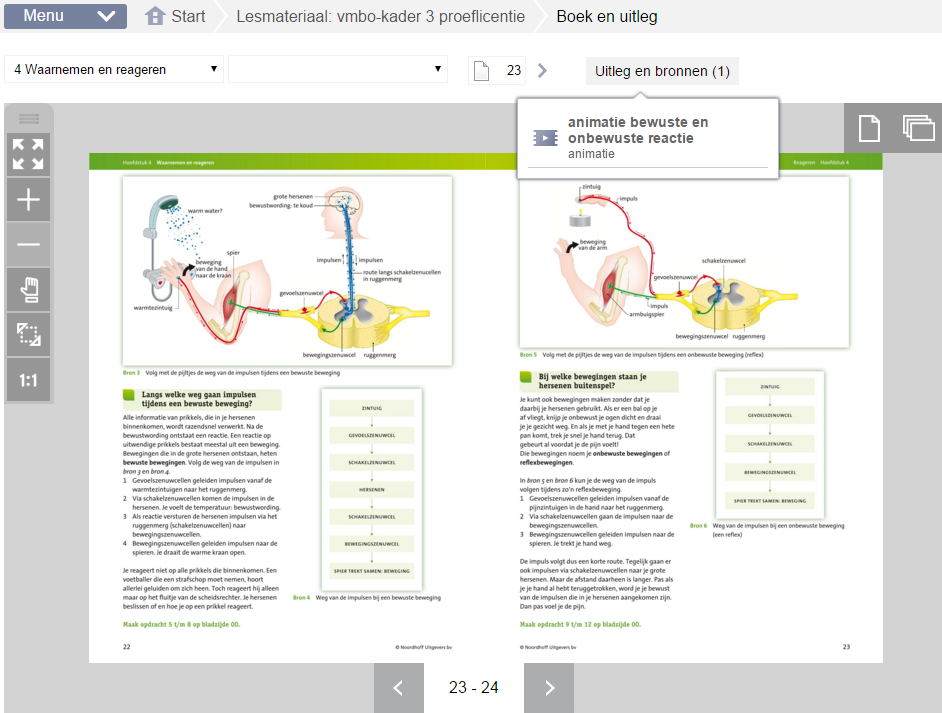 Menu
Start
Lesmateriaal: vmbo-kader 3 proeflicentie
Boek en uitleg
4 Waarnemen en reageren
23
Uitleg en bronnen (1)
animatie bewuste en
onbewuste reactie
animatie
1:1
Hoofdstuk 4 Waarnemen en reageren
grote hersenen
bewustwording: te koud
warm water?
spier
beweging
van de hand
naar de kraan
impulsen
impulsen
route langs schakelzenucellen
in ruggenmerg
gevoelszenuwcel
warmtezintuig
bewegingszenuwcel
ruggenmerg
Bron 3 Volg met de pijltjes de weg van de impulsen tijdens een bewuste beweging
Langs welke weg gaan impulsen
tijdens een bewuste beweging?
Alle informatie van prikkels, die in je hersenen
binnenkomen, wordt razendsnel verwerkt. Na de
bewustwording ontstaat een reactie. Een reactie op
uitwendige prikkels bestaat meestal uit een beweging.
Bewegingen die in de grote hersenen ontstaan, heten
bewuste bewegingen. Volg de weg van de impulsen in
bron 3 en bron 4.
1 Gevoelszenuwcellen geleiden impulsen vanaf de
warmtezintuigen naar het ruggenmerg.
2 Via schakelzenuwcellen komen de impulsen in de
hersenen. Je voelt de temperatuur: bewustwording.
3 Als reactie versturen de hersenen impulsen via het
ruggenmerg (schakelzenuwcellen) naar
bewegingszenuwcellen.
4 Bewegingszenuwcellen geleiden impulsen naar de
spieren. Je draait de warme kraan open.
Je reageert niet op alle prikkels die binnenkomen. Een
voetballer die een strafschop moet nemen, hoort
allerlei geluiden om zich heen. Toch reageert hij alleen
maar op het fluitje van de scheidsrechter. Je hersenen
beslissen of en hoe je op een prikkel reageert.
Maak opdracht 5 t/m 8 op bladzijde 00.
ZINTUIG
GEVOELSZENUWCEL
SCHAKELZENUWCEL
HERSENEN
SCHAKELZENUWCEL
BEWEGINGSZENUWCEL
SPIER TREKT SAMEN: BEWEGING
Bron 4 Weg van de impulsen bij een bewuste beweging
22
© Noordhoff Uitgevers bv
Reageren Hoofdstuk 4
zintuig
impuls
beweging
van de arm
schakelzenuwcel
gevoelszenuwcel
impuls
armbuigspier
bewegingszenuwcel
ruggenmerg
Bron 5 Volg met de pijltjes de weg van de impulsen tijdens een onbewuste beweging (reflex)
Bij welke bewegingen staan je
hersenen buitenspel?
Je kunt ook bewegingen maken zonder dat je
daarbij je hersenen gebruikt. Als er een bal op je
af vliegt, knijp je onbewust je ogen dicht en draai
je je gezicht weg. En als je met je hand tegen een hete
pan komt, trek je snel je hand terug. Dat
gebeurt al voordat je de pijn voelt!
Die bewegingen noem je onbewuste bewegingen of
reflexbewegingen.
In bron 5 en bron 6 kun je de weg van de impuls
volgen tijdens zo'n reflexbeweging.
1 Gevoelszenuwcellen geleiden impulsen vanaf de
pijnzintuigen in de hand naar het ruggenmerg.
2 Via schakelzenuwcellen gaan de impulsen naar de
bewegingszenuwcellen.
3 Bewegingszenuwcellen geleiden impulsen naar de
spieren. Je trekt je hand weg.
De impuls volgt dus een korte route. Tegelijk gaan er
ook impulsen via schakelzenuwcellen naar je grote
hersenen. Maar de afstand daarheen is langer. Pas als
je je hand al hebt teruggetrokken, word je je bewust
van de impulsen die in je hersenen aangekomen zijn.
Dan pas voel je de pijn.
Maak opdracht 9 t/m 12 op bladzijde 00.
ZINTUIG
GEVOELSZENUWCEL
SCHAKELZENUWCEL
BEWEGINGSZENUWCEL
SPIER TREKT SAMEN: BEWEGING
Bron 6 Weg van de impulsen bij een onbewuste beweging
(een reflex)
© Noordhoff Uitgevers bv
23
23 - 24